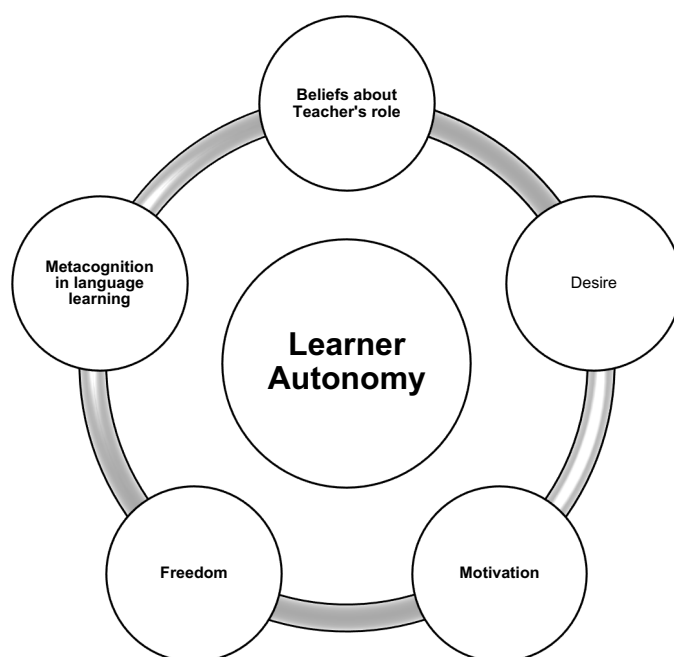 Beliefs about
Teacher's role
Metacognition
in language
learning
Desire
Learner
Autonomy
Freedom
Motivation